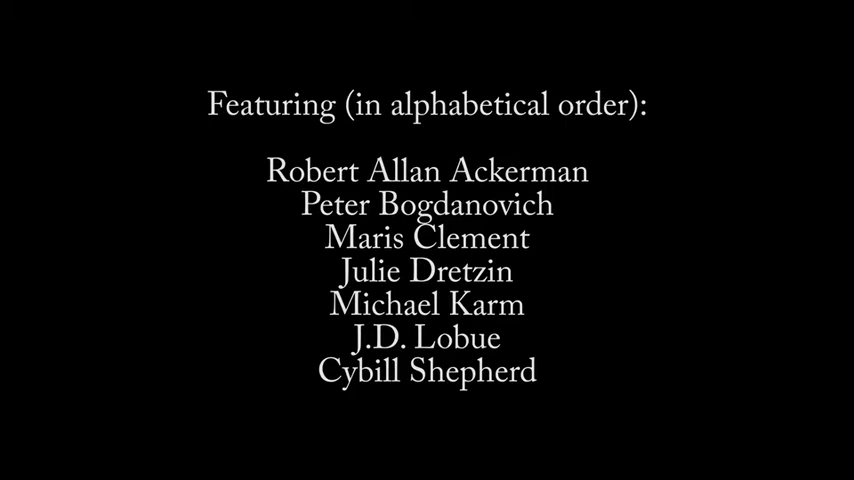 Featuring (in alphabetical order):
Robert Allan Ackerman
Peter Bogdanovich
Maris Clement
Julie Dretzin
Michael Karm
J.D. Lobue
Cybill Shepherd